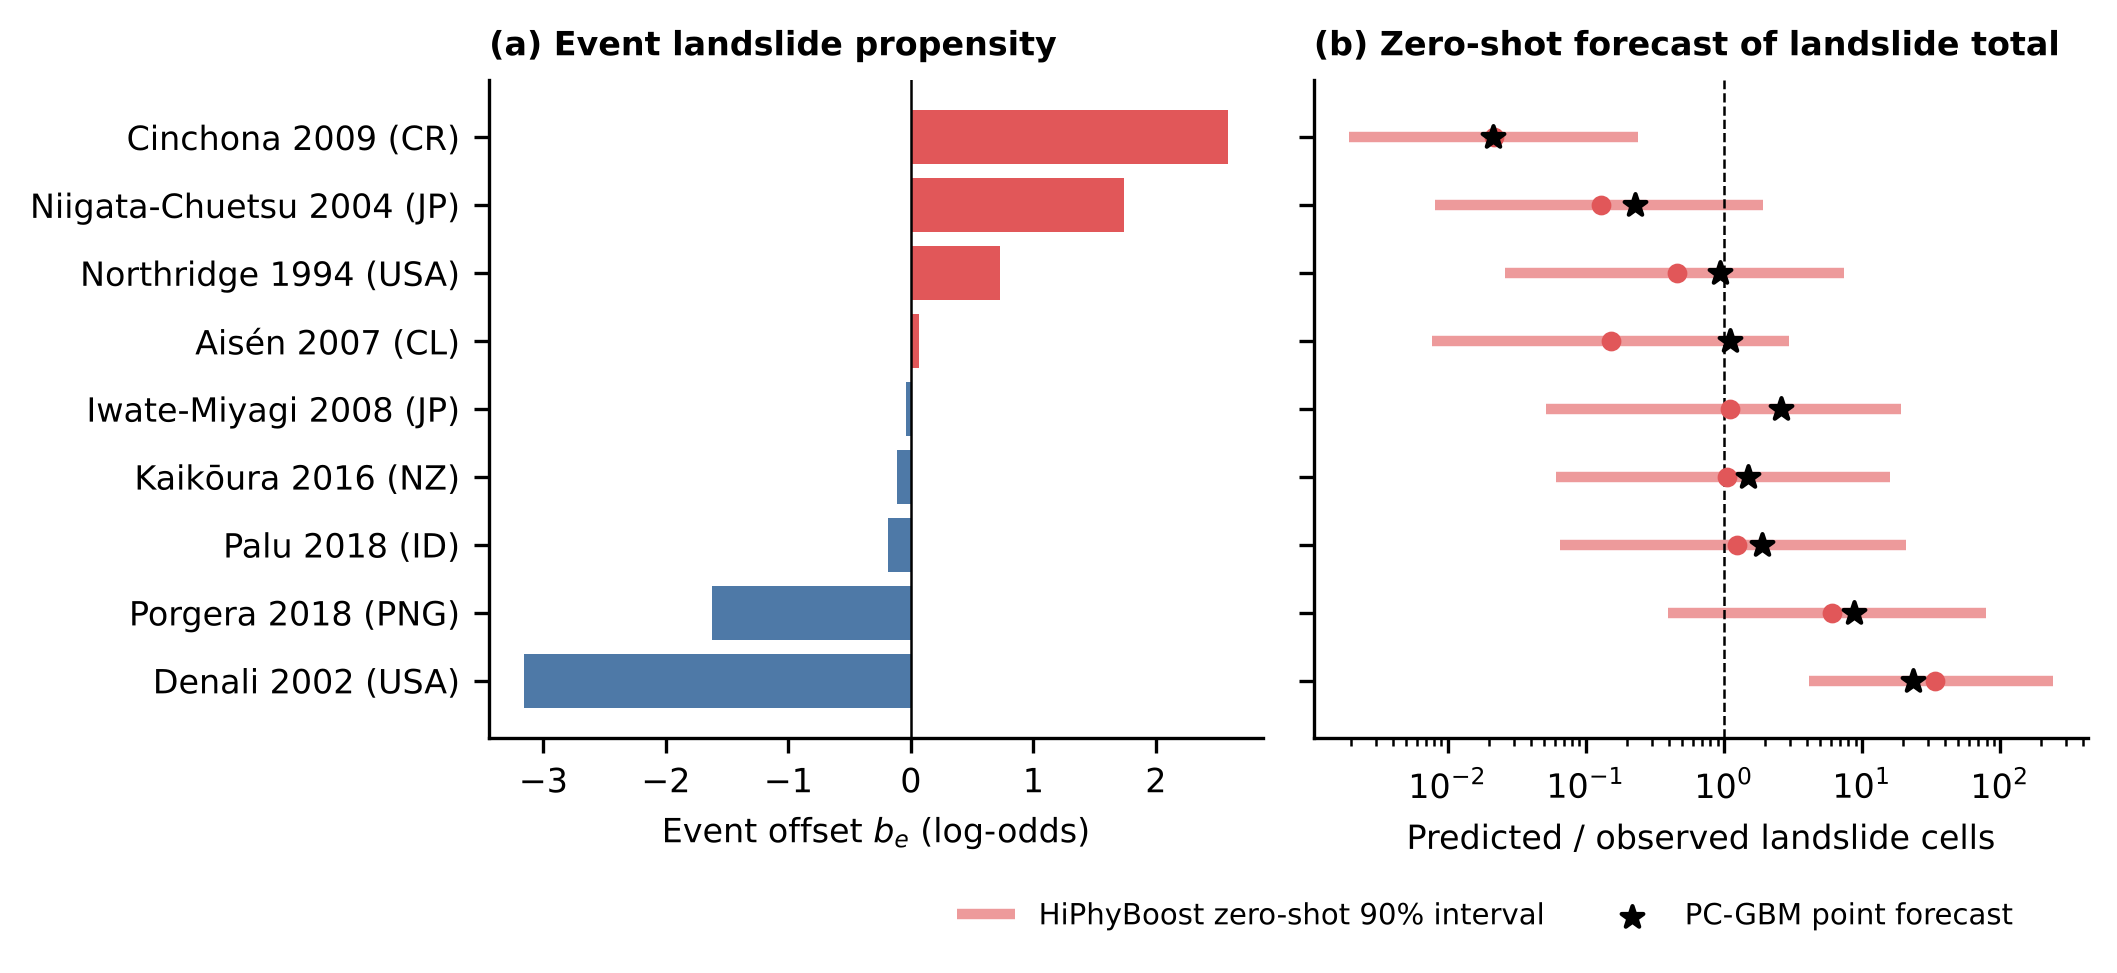 (a) Event landslide propensity
Cinchona 2009 (CR)
Niigata-Chuetsu 2004 (JP)
Northridge 1994 (USA)
Aisén 2007 (CL)
Iwate-Miyagi 2008 (JP)
Kaikōura 2016 (NZ)
Palu 2018 (ID)
Porgera 2018 (PNG)
Denali 2002 (USA)
−3 −2 −1 0 1 2
Event offset bₑ (log-odds)
(b) Zero-shot forecast of landslide total
10⁻² 10⁻¹ 10⁰ 10¹ 10²
Predicted / observed landslide cells
HiPhyBoost zero-shot 90% interval
PC-GBM point forecast